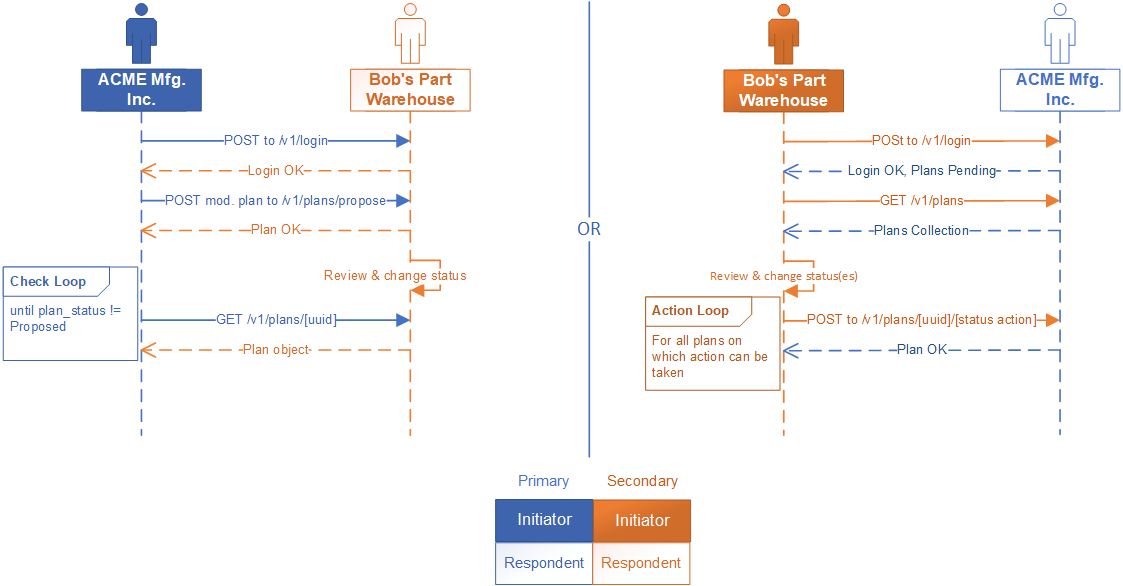 ACME Mfg.
Inc.
Bob's Part
Warehouse
POST to /v1/login
Login OK
POST mod. plan to /v1/plans/propose
Plan OK
Review & change status
Check Loop
until plan_status !=
Proposed
GET /v1/plans/[uuid]
Plan object
OR
Bob's Part
Warehouse
ACME Mfg.
Inc.
POSt to /v1/login
Login OK, Plans Pending
GET /v1/plans
Plans Collection
Review & change status(es)
Action Loop
For all plans on
which action can be
taken
POST to /v1/plans/[uuid]/[status action]
Plan OK
Primary Secondary
Initiator Initiator
Respondent Respondent